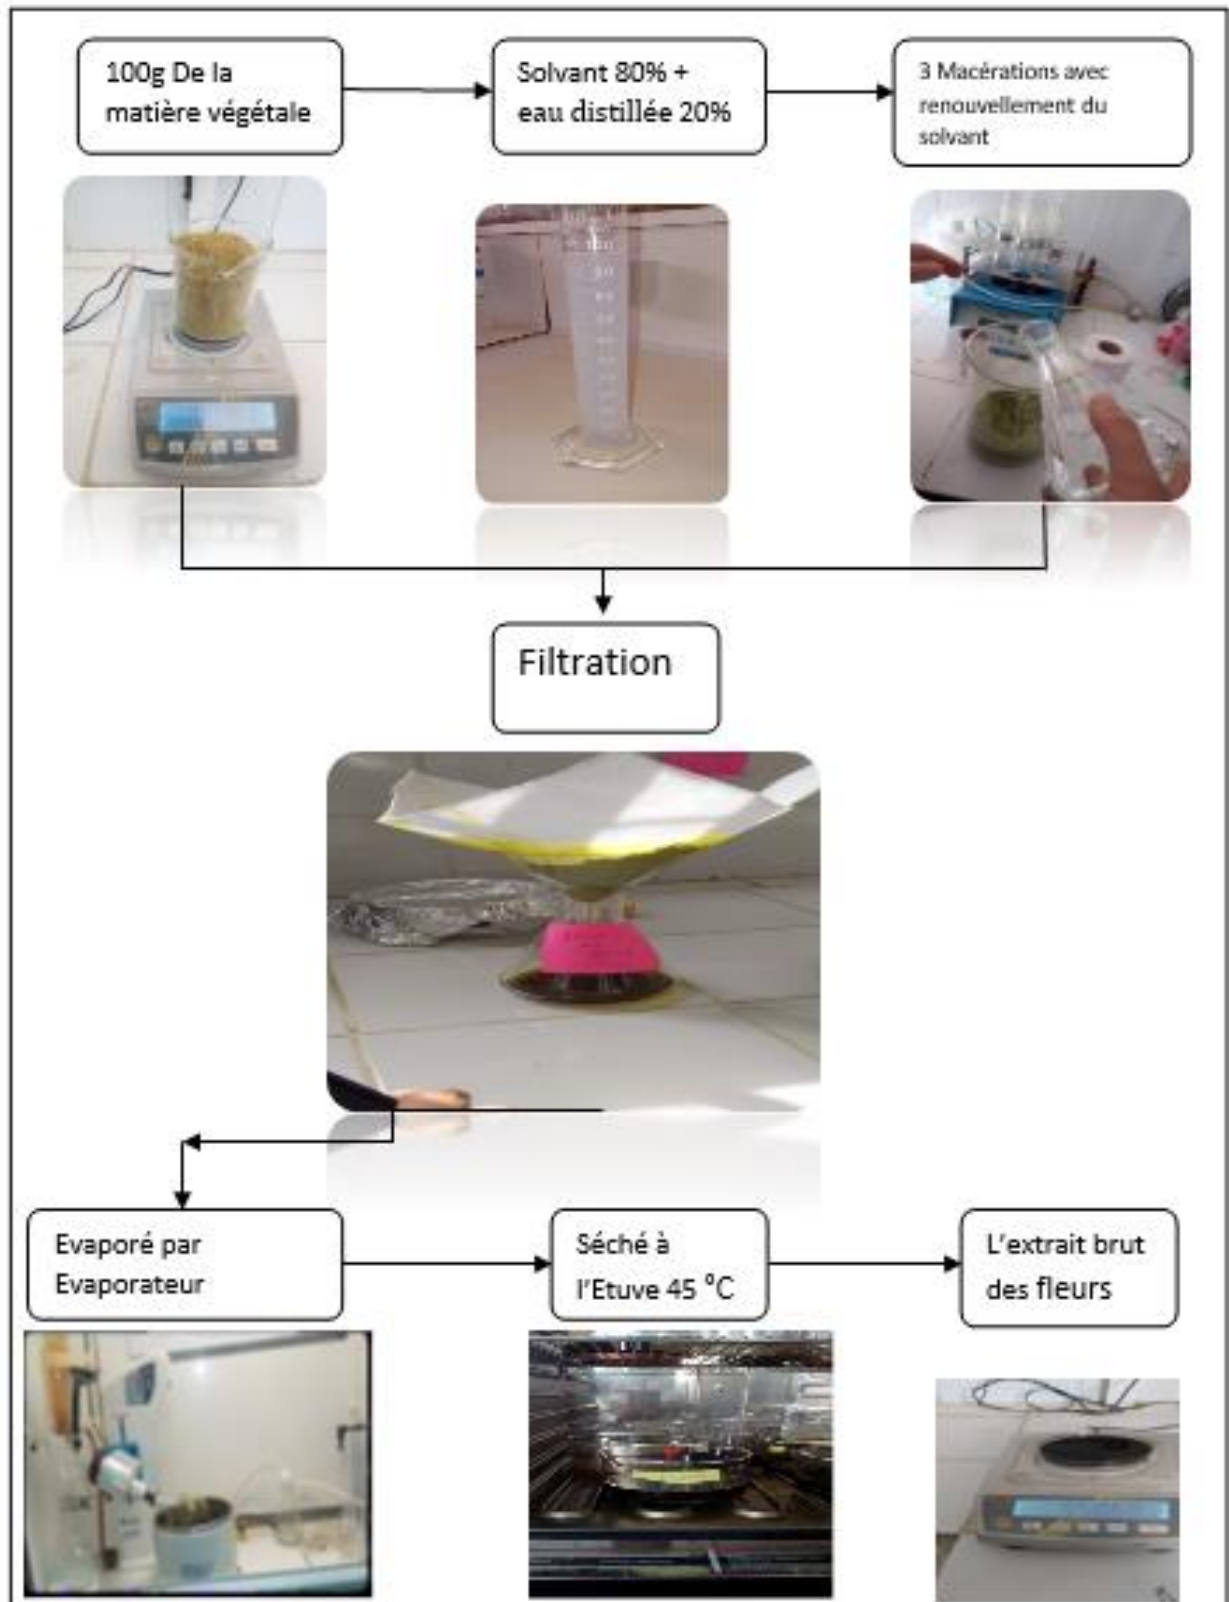 100g De la
matière végétale
Solvant 80% +
eau distillée 20%
3 Macérations avec
renouvellement du
solvant
Filtration
Evaporé par
Evaporateur
Séché à
l'Etuve 45 °C
L'extrait brut
des fleurs